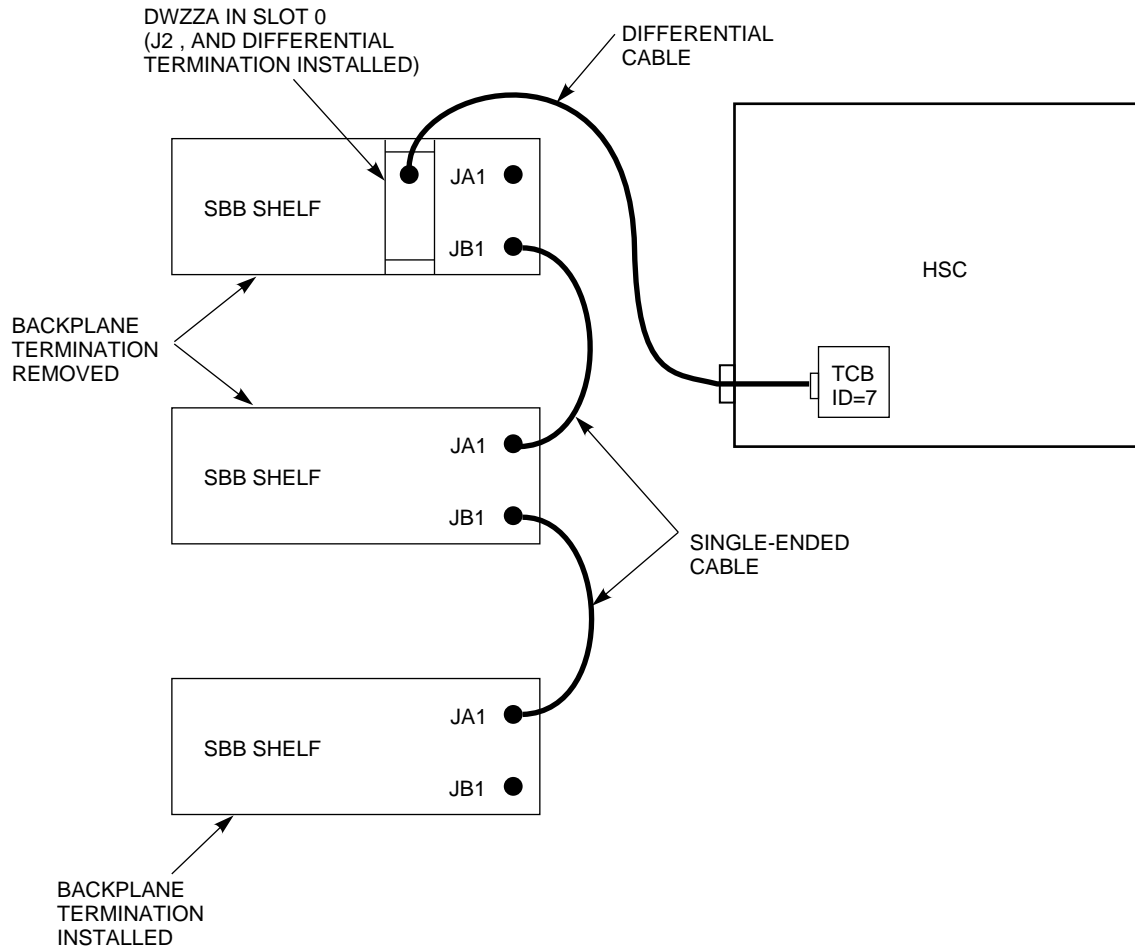 DWZZA IN SLOT 0
(J2 , AND DIFFERENTIAL
TERMINATION INSTALLED)
DIFFERENTIAL
CABLE
SBB SHELF
JA1
JB1
HSC
TCB
ID=7
BACKPLANE
TERMINATION
REMOVED
SBB SHELF
JA1
JB1
SINGLE-ENDED
CABLE
SBB SHELF
JA1
JB1
BACKPLANE
TERMINATION
INSTALLED